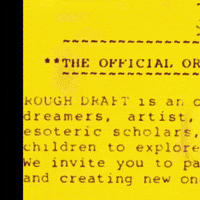 ~~~~~~~~~~~~~~~~
**THE OFFICIAL OR
~~~~~~~~~~~~~~~~
ROUGH DRAFT is an o
dreamers, artist,
esoteric scholars,
children to explore
We invite you to pa
and creating new on